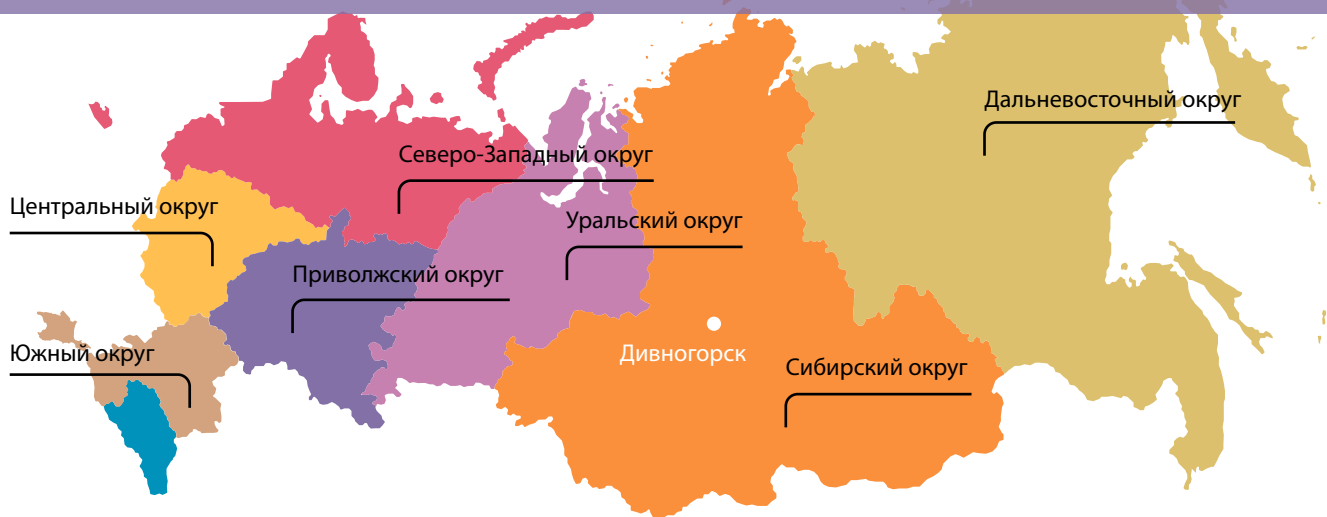 Дальневосточный округ
Северо-Западный округ
Центральный округ
Уральский округ
Приволжский округ
Южный округ
Дивногорск
Сибирский округ